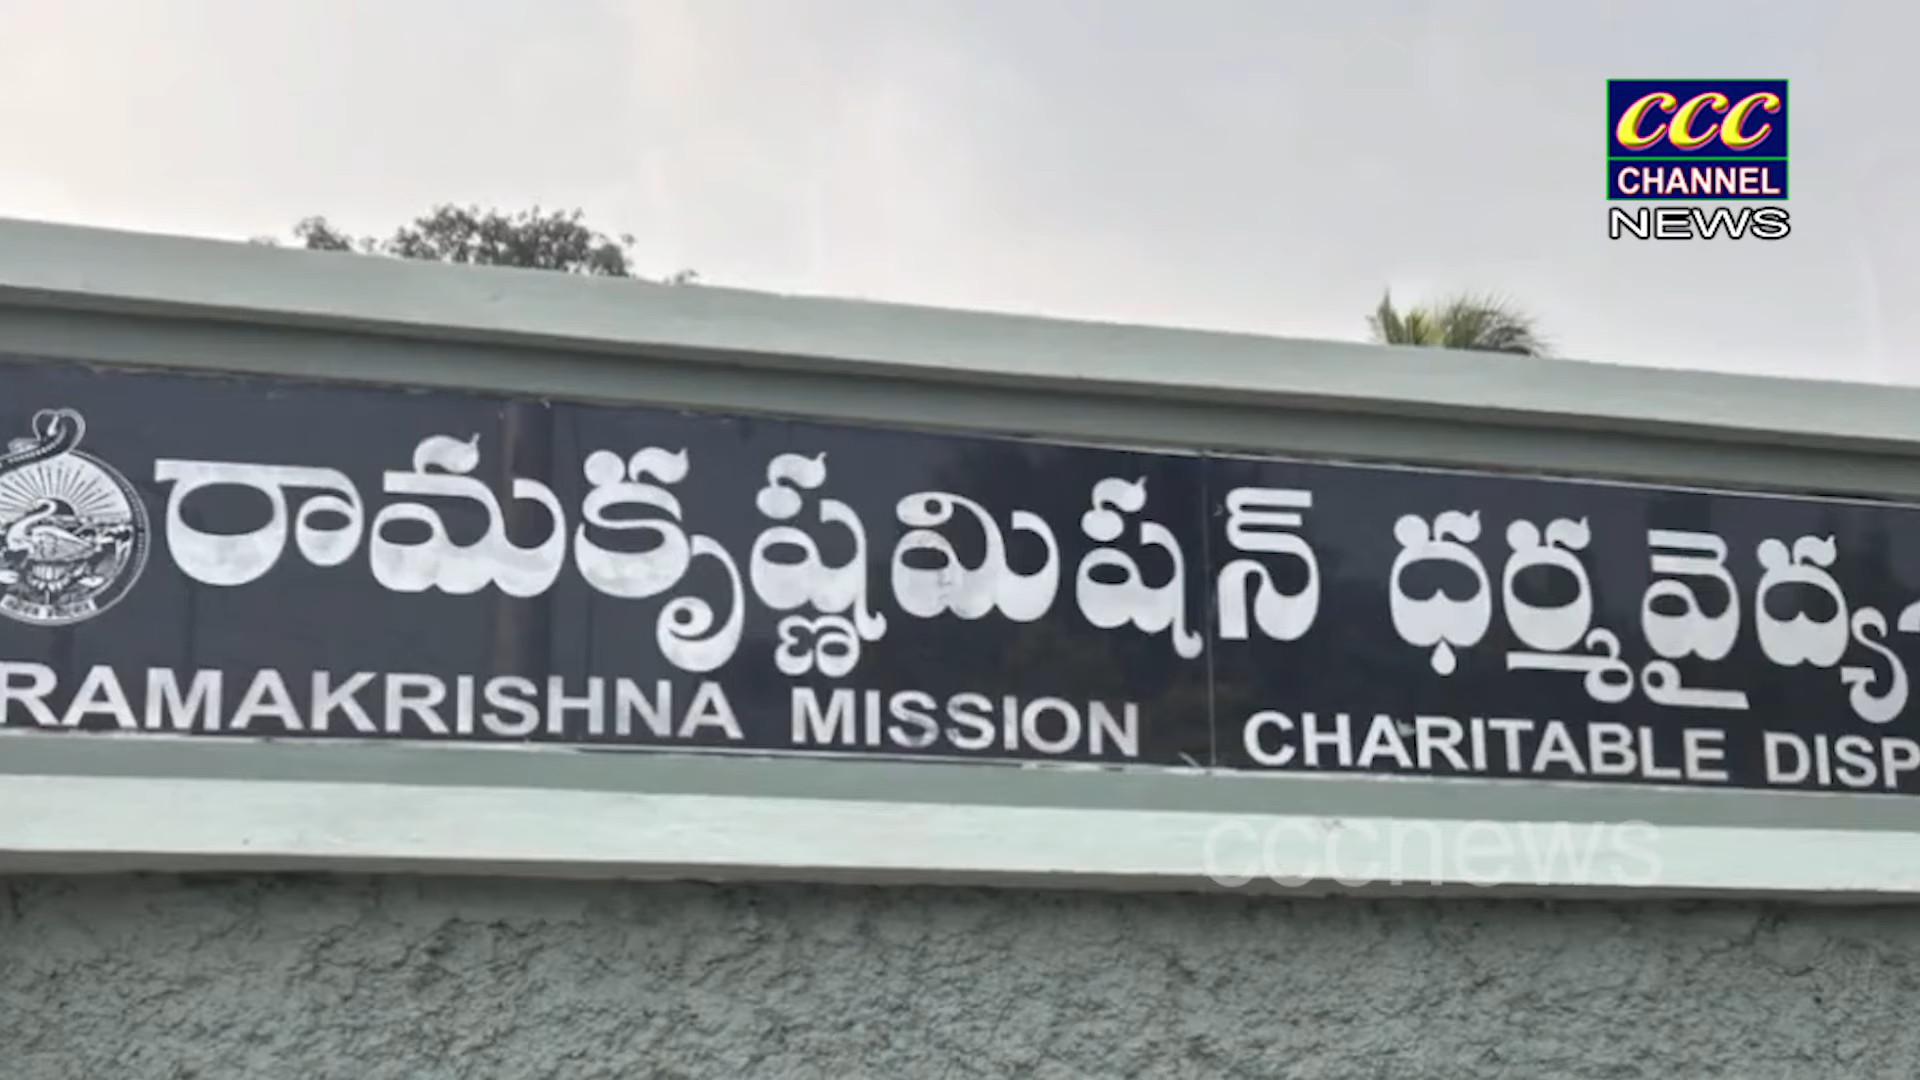 CCC
CHANNEL
NEWS
రామకృష్ణమిషన్ ధర్మవైద్య
RAMAKRISHNA MISSION CHARITABLE DISP
cccnews